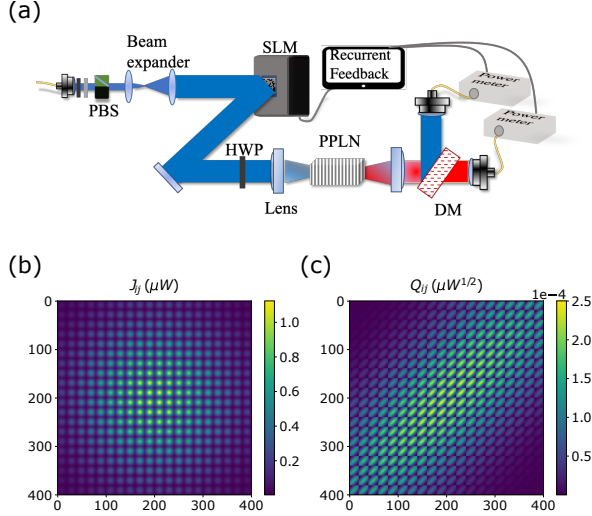 (a)
Beam
expander
SLM
Recurrent
Feedback
Power
meter
Power
meter
PBS
HWP
PPLN
Lens
DM
(b)
J_ij (μW)
0
100
200
300
400
0 100 200 300 400
1.0
0.8
0.6
0.4
0.2
(c)
Q_ij (μW^1/2)
1e−4
0
100
200
300
400
0 100 200 300 400
2.5
2.0
1.5
1.0
0.5